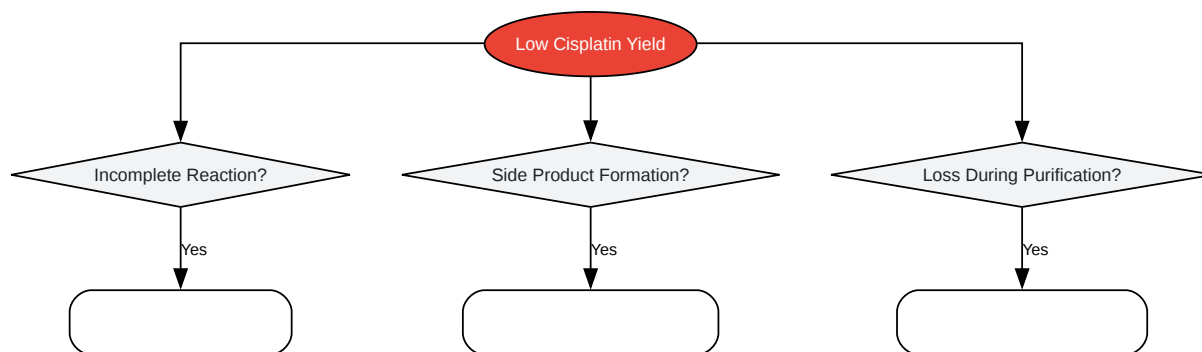 Low Cisplatin Yield
Incomplete Reaction?
Side Product Formation?
Loss During Purification?
Yes
Yes
Yes